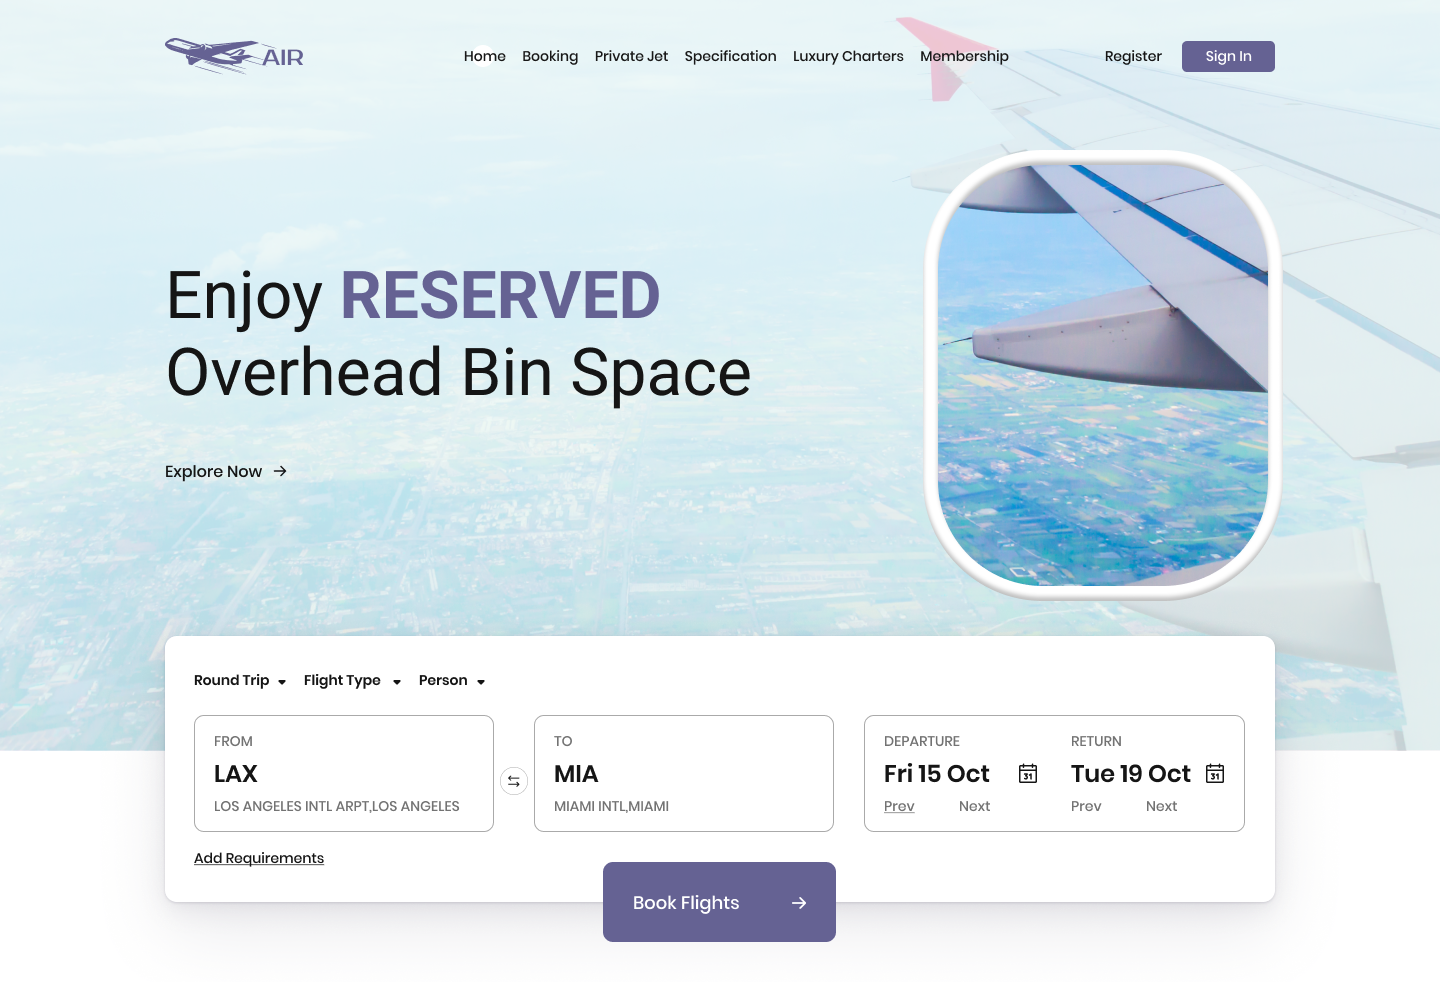 AIR
Home Booking Private Jet Specification Luxury Charters Membership Register Sign In
Enjoy RESERVED
Overhead Bin Space
Explore Now
Round Trip Flight Type Person
FROM TO DEPARTURE RETURN
LAX MIA Fri 15 Oct 31 Tue 19 Oct 31
LOS ANGELES INTL ARPT,LOS ANGELES MIAMI INTL,MIAMI Prev Next Prev Next
Add Requirements
Book Flights